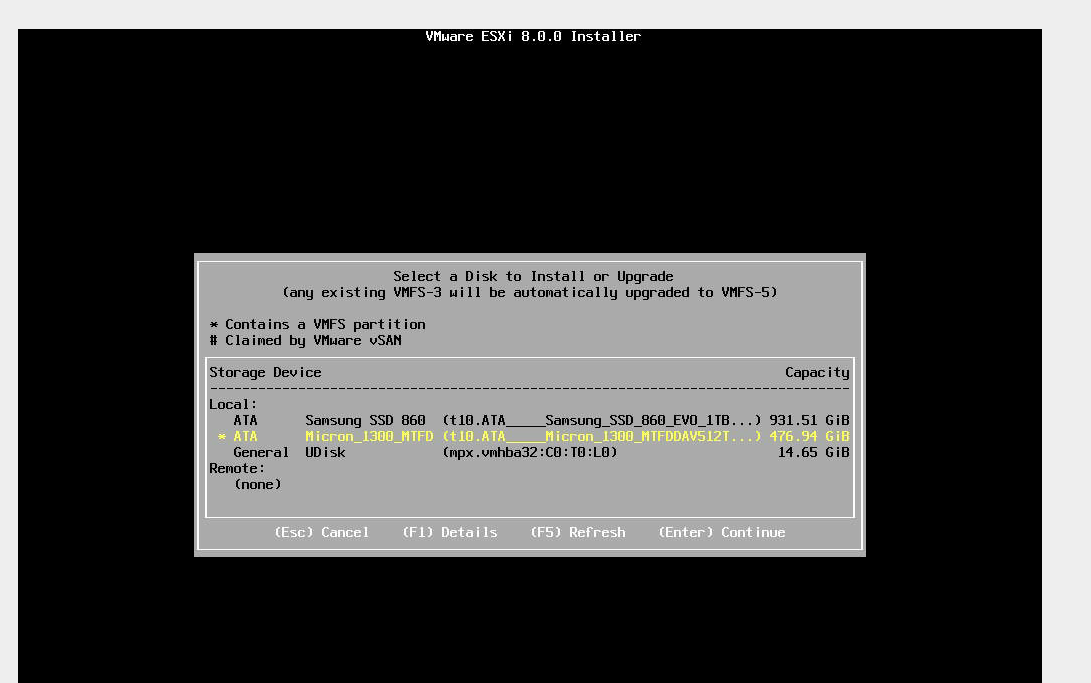 VMware ESXi 8.0.0 Installer
Select a Disk to Install or Upgrade
(any existing VMFS-3 will be automatically upgraded to VMFS-5)
* Contains a VMFS partition
# Claimed by VMware vSAN
Storage Device Capacity
--------------------------------------------------------------------------------
Local:
ATA Samsung SSD 860 (t10.ATA_____Samsung_SSD_860_EVO_1TB...) 931.51 GiB
* ATA Micron_1300_MTFD (t10.ATA_____Micron_1300_MTFDDAV512T...) 476.94 GiB
General UDisk (mpx.vmhba32:C0:T0:L0) 14.65 GiB
Remote:
(none)
(Esc) Cancel (F1) Details (F5) Refresh (Enter) Continue